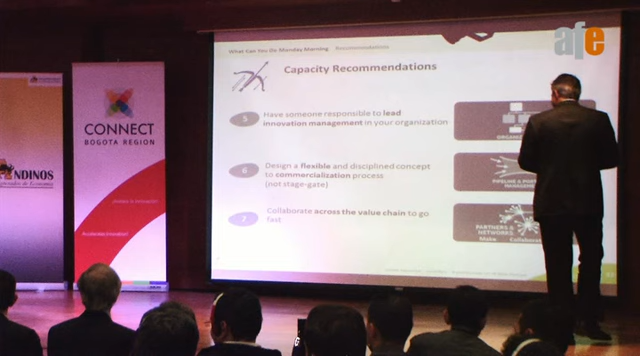 afe
What Can You Do Monday Morning Recommendations
Capacity Recommendations
5
Have someone responsible to lead
innovation management in your organization
6
Design a flexible and disciplined concept
to commercialization process
(not stage-gate)
PIPELINE &
MANAGEMENT
7
Collaborate across the value chain to go
fast
PARTNERS &
NETWORKS
Make
CONNECT
BOGOTA REGION